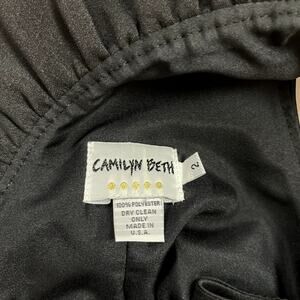 CAMILYN BETH
2
100% POLYESTER
DRY CLEAN
ONLY
MADE IN
U.S.A.